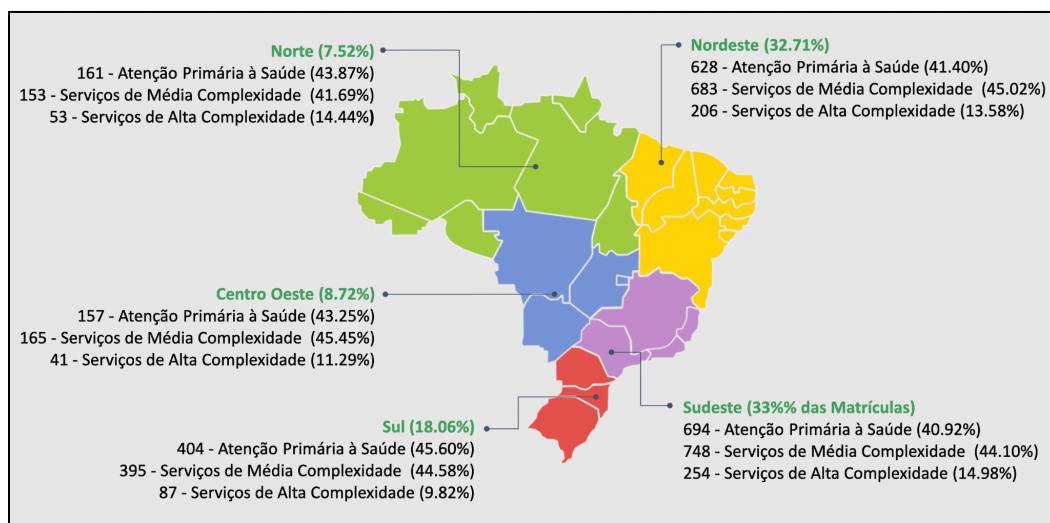 Norte (7.52%)
161 - Atenção Primária à Saúde (43.87%)
153 - Serviços de Média Complexidade (41.69%)
53 - Serviços de Alta Complexidade (14.44%)
Nordeste (32.71%)
628 - Atenção Primária à Saúde (41.40%)
683 - Serviços de Média Complexidade (45.02%)
206 - Serviços de Alta Complexidade (13.58%)
Centro Oeste (8.72%)
157 - Atenção Primária à Saúde (43.25%)
165 - Serviços de Média Complexidade (45.45%)
41 - Serviços de Alta Complexidade (11.29%)
Sul (18.06%)
404 - Atenção Primária à Saúde (45.60%)
395 - Serviços de Média Complexidade (44.58%)
87 - Serviços de Alta Complexidade (9.82%)
Sudeste (33%% das Matrículas)
694 - Atenção Primária à Saúde (40.92%)
748 - Serviços de Média Complexidade (44.10%)
254 - Serviços de Alta Complexidade (14.98%)